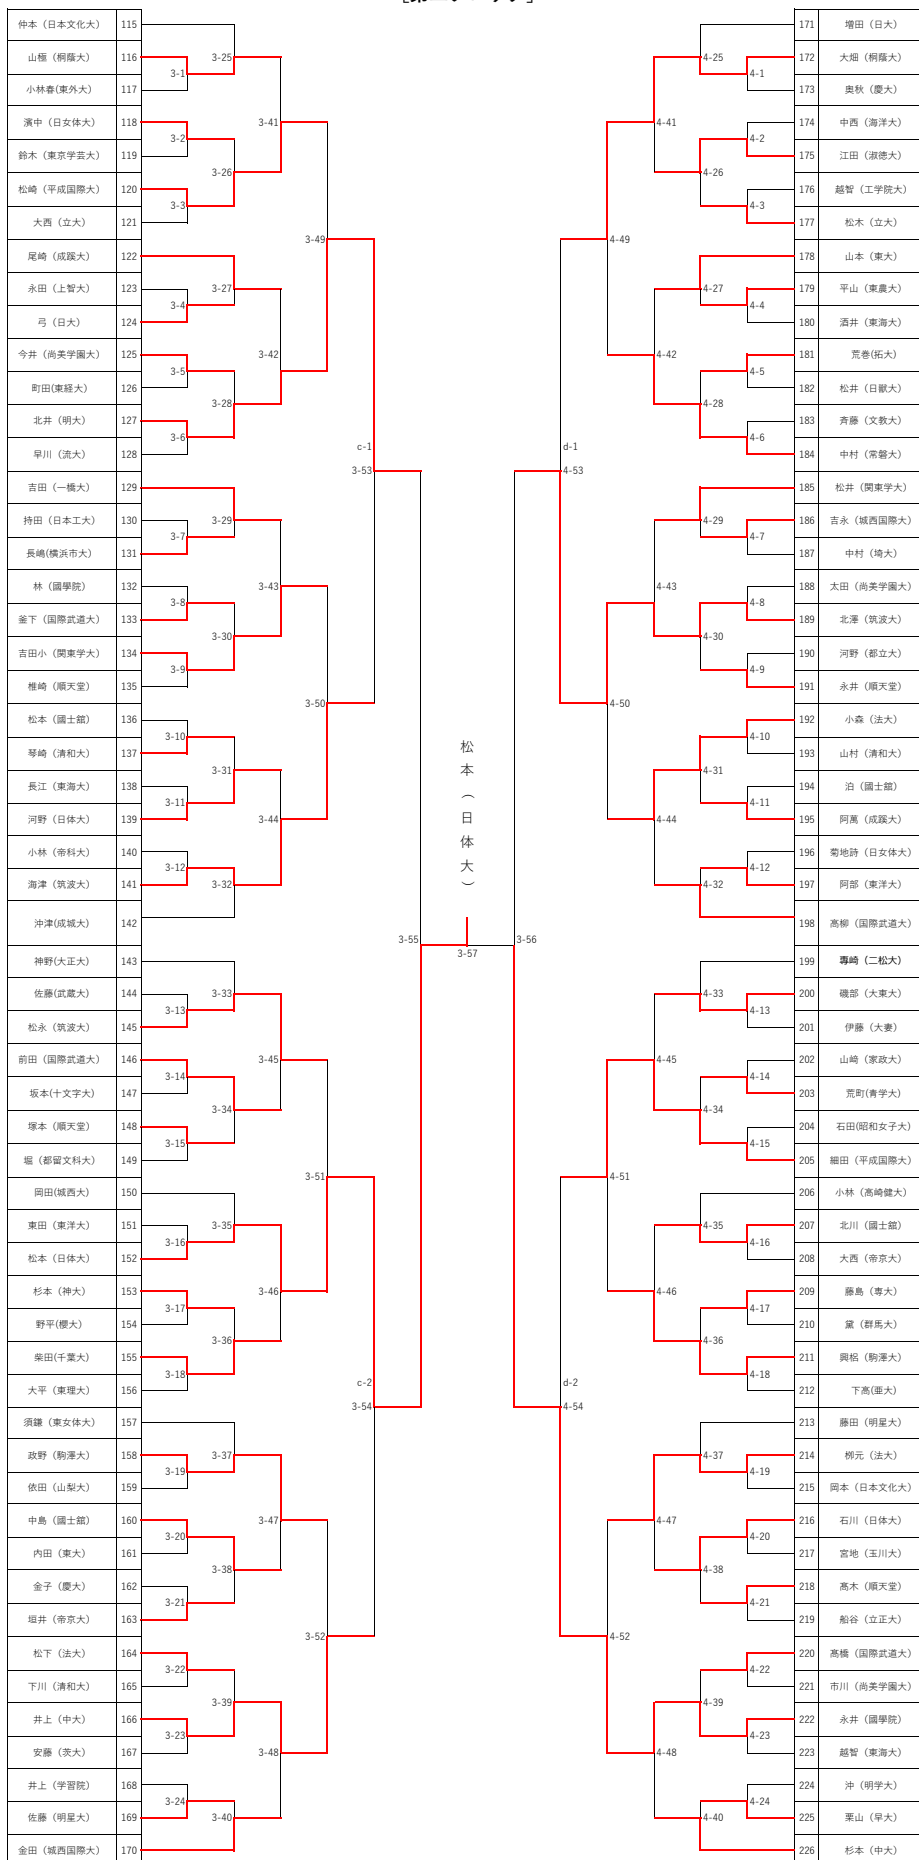 仲本（日本文化大） 115
山極（桐蔭大） 116
小林春(東外大） 117
濱中（日女体大） 118
鈴木（東京学芸大） 119
松崎（平成国際大） 120
大西（立大） 121
尾崎（成蹊大） 122
永田（上智大） 123
弓（日大） 124
今井（尚美学園大） 125
町田(東経大） 126
北井（明大） 127
早川（流大） 128
吉田（一橋大） 129
持田（日本工大） 130
長嶋(横浜市大） 131
林（國學院） 132
釜下（国際武道大） 133
吉田小（関東学大） 134
椎崎（順天堂） 135
松本（國士舘） 136
琴崎（清和大） 137
長江（東海大） 138
河野（日体大） 139
小林（帝科大） 140
海津（筑波大） 141
沖津(成城大） 142
神野(大正大） 143
佐藤(武蔵大） 144
松永（筑波大） 145
前田（国際武道大） 146
坂本(十文字大） 147
塚本（順天堂） 148
堀（都留文科大） 149
岡田(城西大） 150
東田（東洋大） 151
松本（日体大） 152
杉本（神大） 153
野平(櫻大） 154
柴田(千葉大） 155
大平（東理大） 156
須鎌（東女体大） 157
政野（駒澤大） 158
依田（山梨大） 159
中島（國士舘） 160
内田（東大） 161
金子（慶大） 162
垣井（帝京大） 163
松下（法大） 164
下川（清和大） 165
井上（中大） 166
安藤（茨大） 167
井上（学習院） 168
佐藤（明星大） 169
金田（城西国際大） 170
3-1
3-2
3-3
3-4
3-5
3-6
3-7
3-8
3-9
3-10
3-11
3-12
3-13
3-14
3-15
3-16
3-17
3-18
3-19
3-20
3-21
3-22
3-23
3-24
3-25
3-26
3-27
3-28
3-29
3-30
3-31
3-32
3-33
3-34
3-35
3-36
3-37
3-38
3-39
3-40
3-41
3-42
3-43
3-44
3-45
3-46
3-47
3-48
3-49
3-50
3-51
3-52
c-1
3-53
c-2
3-54
3-55
松本（日体大）
3-57
3-56
d-1
4-53
d-2
4-54
4-49
4-50
4-51
4-52
4-41
4-42
4-43
4-44
4-45
4-46
4-47
4-48
4-25
4-26
4-27
4-28
4-29
4-30
4-31
4-32
4-33
4-34
4-35
4-36
4-37
4-38
4-39
4-40
4-1
4-2
4-3
4-4
4-5
4-6
4-7
4-8
4-9
4-10
4-11
4-12
4-13
4-14
4-15
4-16
4-17
4-18
4-19
4-20
4-21
4-22
4-23
4-24
171 増田（日大）
172 大畑（桐蔭大）
173 奥秋（慶大）
174 中西（海洋大）
175 江田（淑徳大）
176 越智（工学院大）
177 松木（立大）
178 山本（東大）
179 平山（東農大）
180 酒井（東海大）
181 荒巻(拓大）
182 松井（日獣大）
183 斉藤（文教大）
184 中村（常磐大）
185 松井（関東学大）
186 吉永（城西国際大）
187 中村（埼大）
188 太田（尚美学園大）
189 北澤（筑波大）
190 河野（都立大）
191 永井（順天堂）
192 小森（法大）
193 山村（清和大）
194 泊（國士舘）
195 阿萬（成蹊大）
196 菊地詩（日女体大）
197 阿部（東洋大）
198 髙柳（国際武道大）
199 專﨑（二松大）
200 磯部（大東大）
201 伊藤（大妻）
202 山﨑（家政大）
203 荒町(青学大）
204 石田(昭和女子大）
205 細田（平成国際大）
206 小林（高崎健大）
207 北川（國士舘）
208 大西（帝京大）
209 藤島（専大）
210 黛（群馬大）
211 興梠（駒澤大）
212 下髙(亜大）
213 藤田（明星大）
214 栁元（法大）
215 岡本（日本文化大）
216 石川（日体大）
217 宮地（玉川大）
218 髙木（順天堂）
219 船谷（立正大）
220 髙橋（国際武道大）
221 市川（尚美学園大）
222 永井（國學院）
223 越智（東海大）
224 沖（明学大）
225 栗山（早大）
226 杉本（中大）